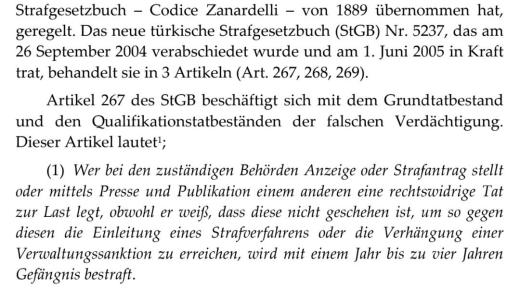 Strafgesetzbuch – Codice Zanardelli – von 1889 übernommen hat,
geregelt. Das neue türkische Strafgesetzbuch (StGB) Nr. 5237, das am
26 September 2004 verabschiedet wurde und am 1. Juni 2005 in Kraft
trat, behandelt sie in 3 Artikeln (Art. 267, 268, 269).
Artikel 267 des StGB beschäftigt sich mit dem Grundtatbestand
und den Qualifikationstatbeständen der falschen Verdächtigung.
Dieser Artikel lautet¹;
(1) Wer bei den zuständigen Behörden Anzeige oder Strafantrag stellt
oder mittels Presse und Publikation einem anderen eine rechtswidrige Tat
zur Last legt, obwohl er weiß, dass diese nicht geschehen ist, um so gegen
diesen die Einleitung eines Strafverfahrens oder die Verhängung einer
Verwaltungssanktion zu erreichen, wird mit einem Jahr bis zu vier Jahren
Gefängnis bestraft.